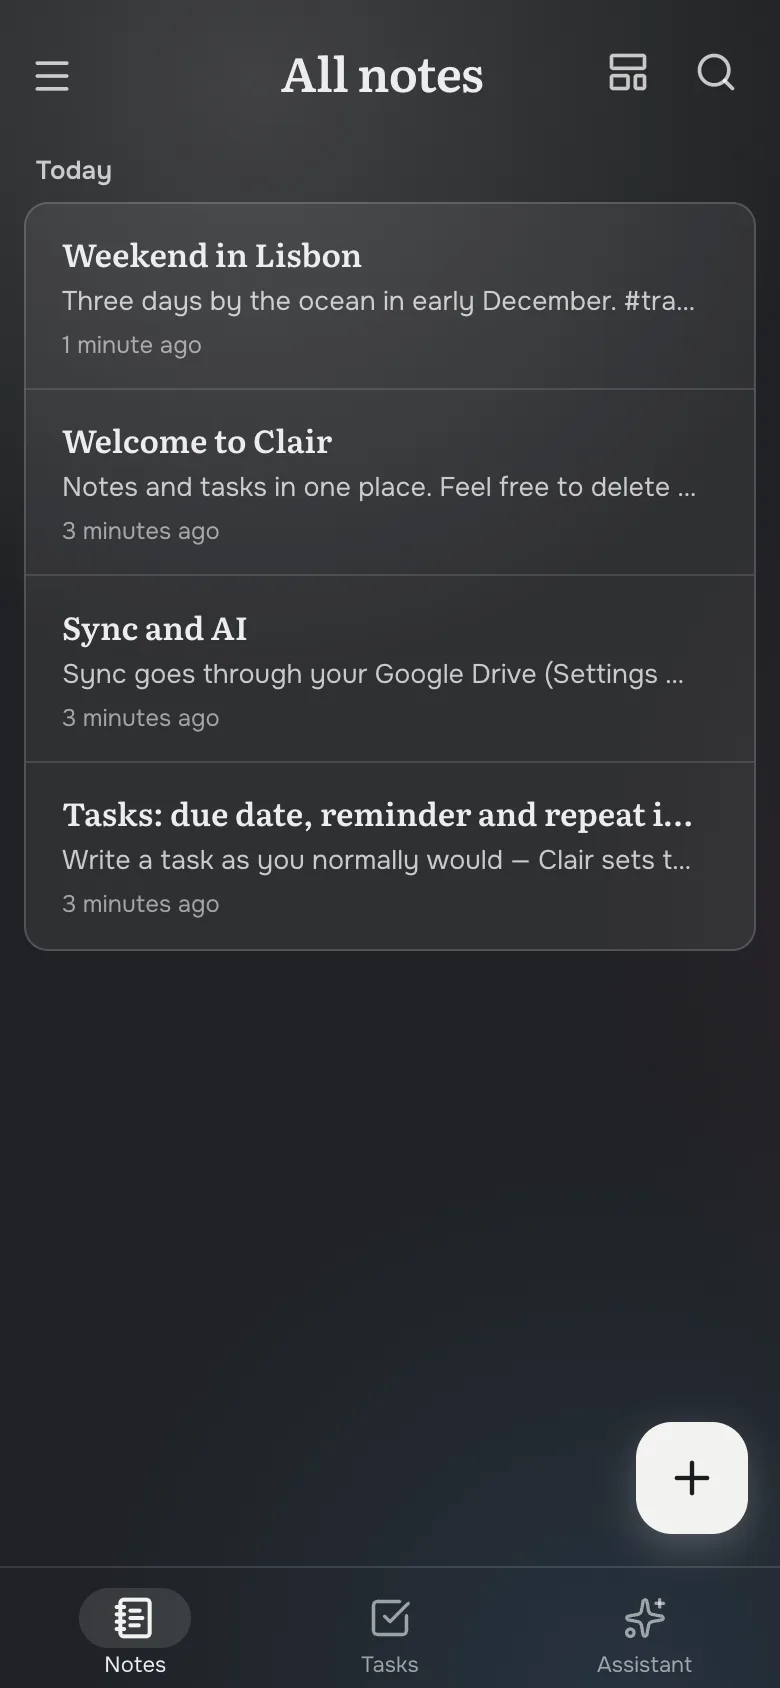 All notes
Today
Weekend in Lisbon
Three days by the ocean in early December. #tra...
1 minute ago
Welcome to Clair
Notes and tasks in one place. Feel free to delete ...
3 minutes ago
Sync and AI
Sync goes through your Google Drive (Settings ...
3 minutes ago
Tasks: due date, reminder and repeat i...
Write a task as you normally would — Clair sets t...
3 minutes ago
Notes
Tasks
Assistant